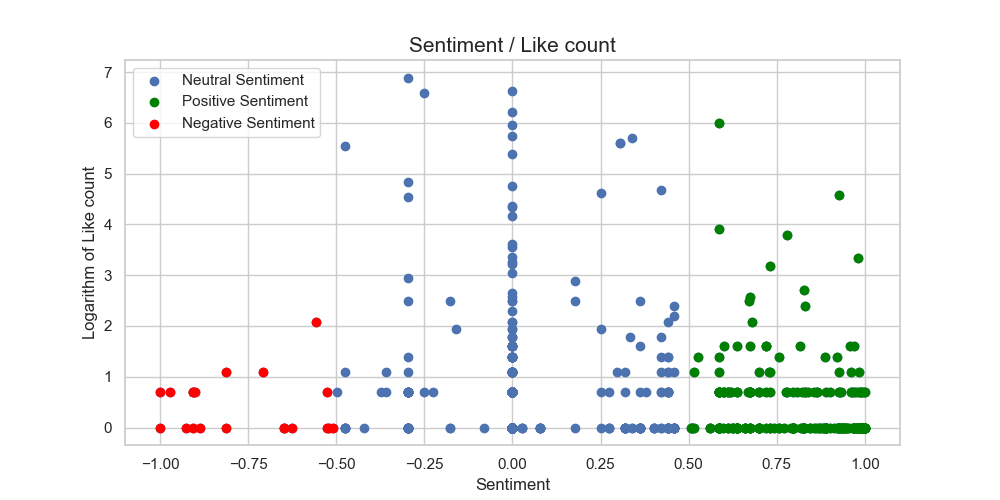 Sentiment / Like count
Neutral Sentiment
Positive Sentiment
Negative Sentiment
Logarithm of Like count
7
6
5
4
3
2
1
0
−1.00 −0.75 −0.50 −0.25 0.00 0.25 0.50 0.75 1.00
Sentiment